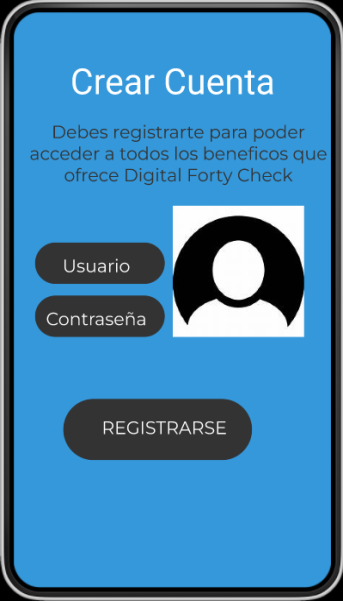 Crear Cuenta
Debes registrarte para poder
acceder a todos los beneficos que
ofrece Digital Forty Check
Usuario
Contraseña
REGISTRARSE